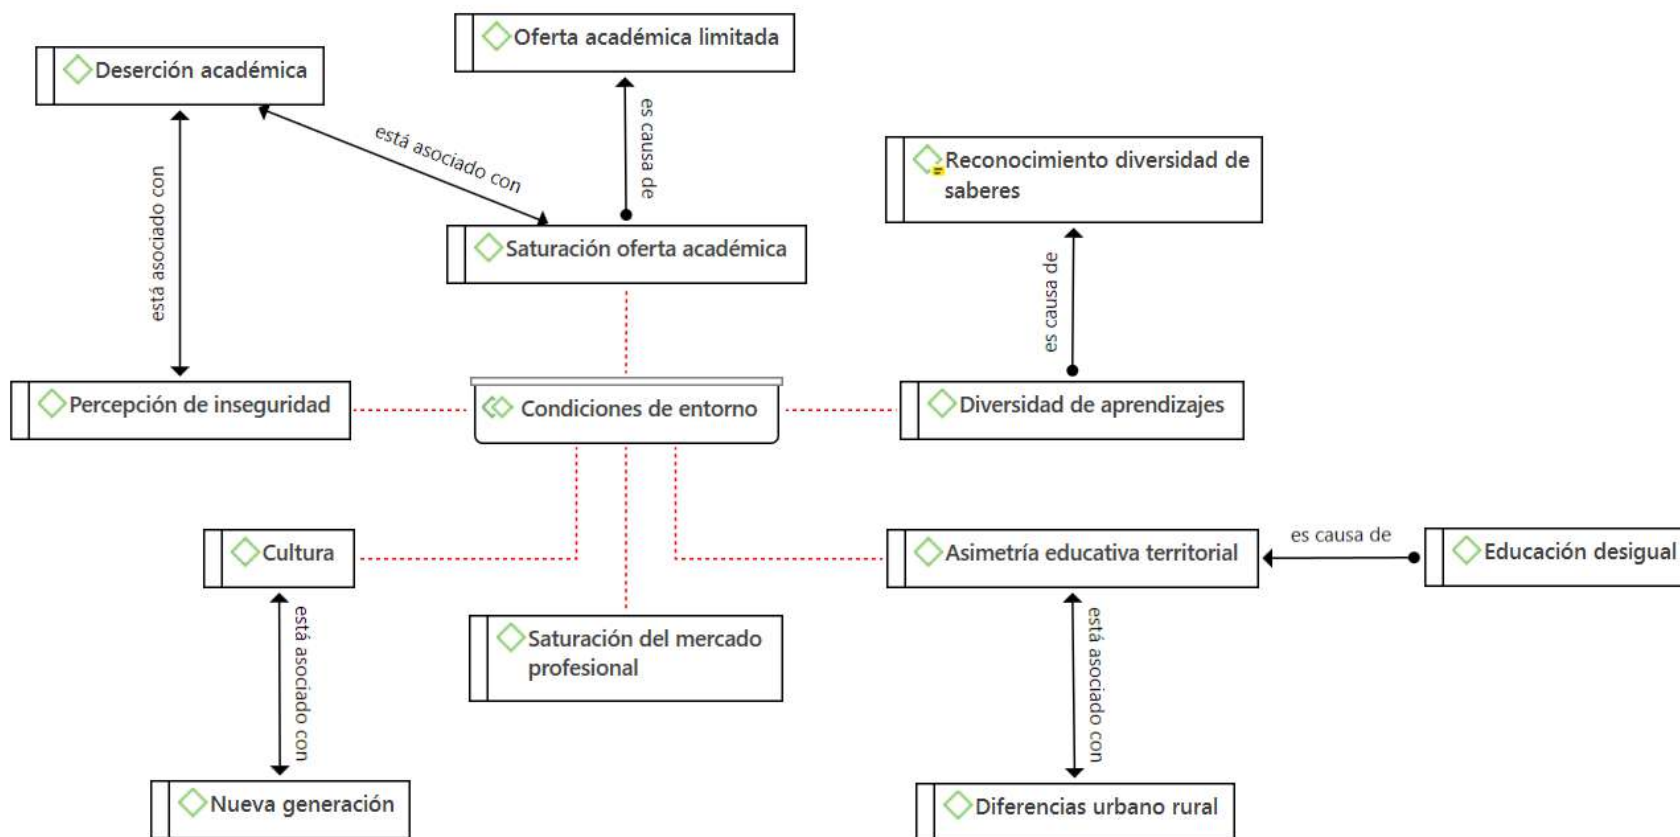 Oferta académica limitada
Deserción académica
está asociado con
es causa de
Reconocimiento diversidad de
saberes
está asociado con
Saturación oferta académica
es causa de
Percepción de inseguridad
Condiciones de entorno
Diversidad de aprendizajes
Cultura
Asimetría educativa territorial
es causa de
Educación desigual
está asociado con
Saturación del mercado
profesional
está asociado con
Nueva generación
Diferencias urbano rural